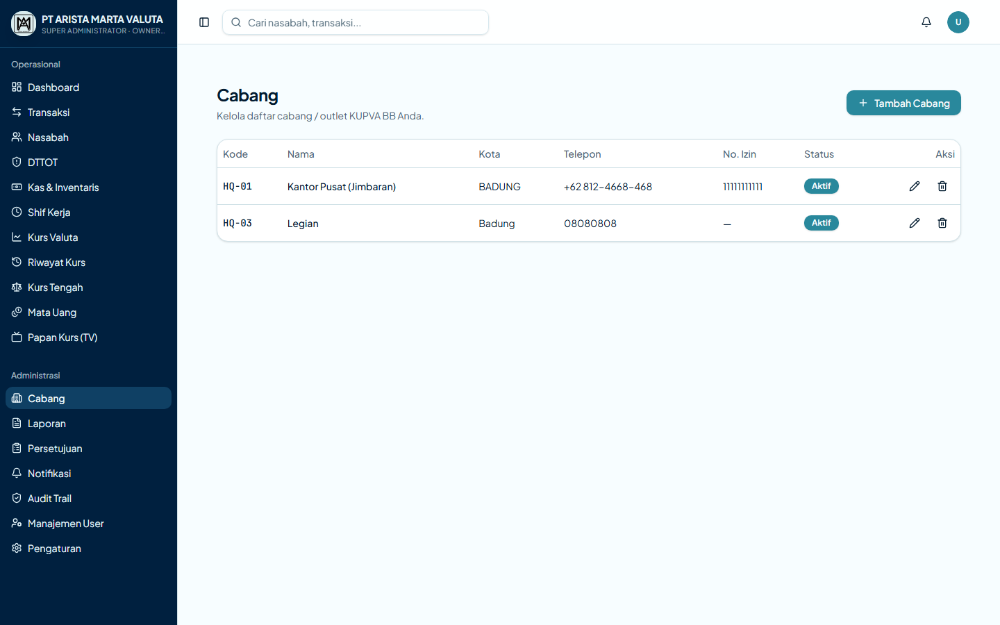 PT ARISTA MARTA VALUTA
SUPER ADMINISTRATOR · OWNER...
Cari nasabah, transaksi...
U
Operasional
Dashboard
Transaksi
Nasabah
DTTOT
Kas & Inventaris
Shif Kerja
Kurs Valuta
Riwayat Kurs
Kurs Tengah
Mata Uang
Papan Kurs (TV)
Administrasi
Cabang
Laporan
Persetujuan
Notifikasi
Audit Trail
Manajemen User
Pengaturan
Cabang
Kelola daftar cabang / outlet KUPVA BB Anda.
Tambah Cabang
Kode Nama Kota Telepon No. Izin Status Aksi
HQ-01 Kantor Pusat (Jimbaran) BADUNG +62 812-4668-468 11111111111 Aktif
HQ-03 Legian Badung 08080808 — Aktif